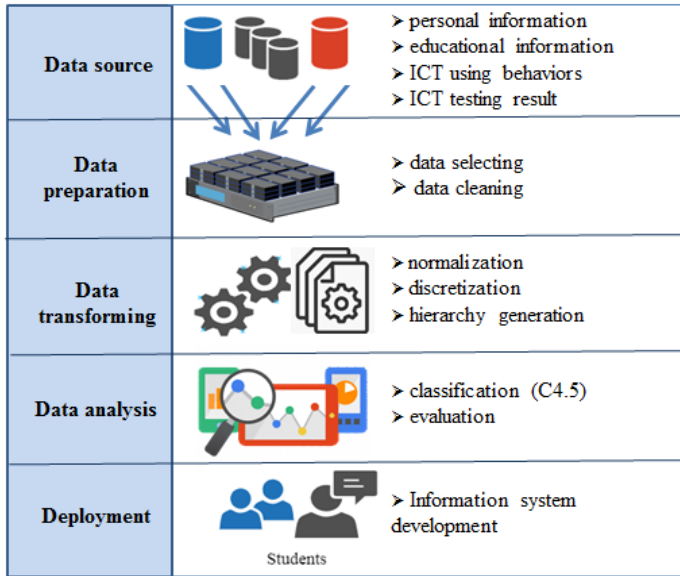 Data source
➢ personal information
➢ educational information
➢ ICT using behaviors
➢ ICT testing result
Data
preparation
➢ data selecting
➢ data cleaning
Data
transforming
➢ normalization
➢ discretization
➢ hierarchy generation
Data analysis
➢ classification (C4.5)
➢ evaluation
Deployment
Students
➢ Information system
development